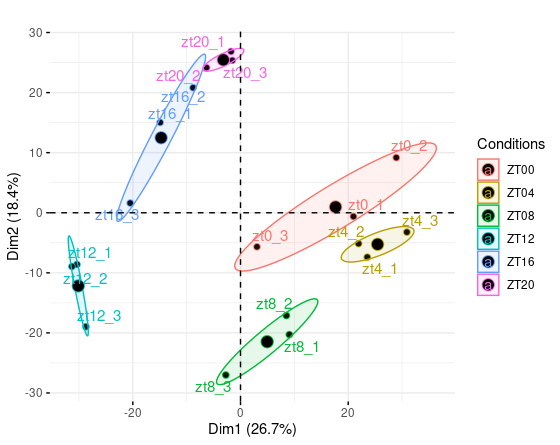 zt20_1
zt20_2
zt20_3
zt16_2
zt16_1
zt16_3
zt0_2
zt0_1
zt0_3
zt4_3
zt4_2
zt4_1
zt12_1
zt12_2
zt12_3
zt8_2
zt8_1
zt8_3
30
20
10
0
-10
-20
-30
Dim2 (18.4%)
-20
0
20
Dim1 (26.7%)
Conditions
a ZT00
a ZT04
a ZT08
a ZT12
a ZT16
a ZT20